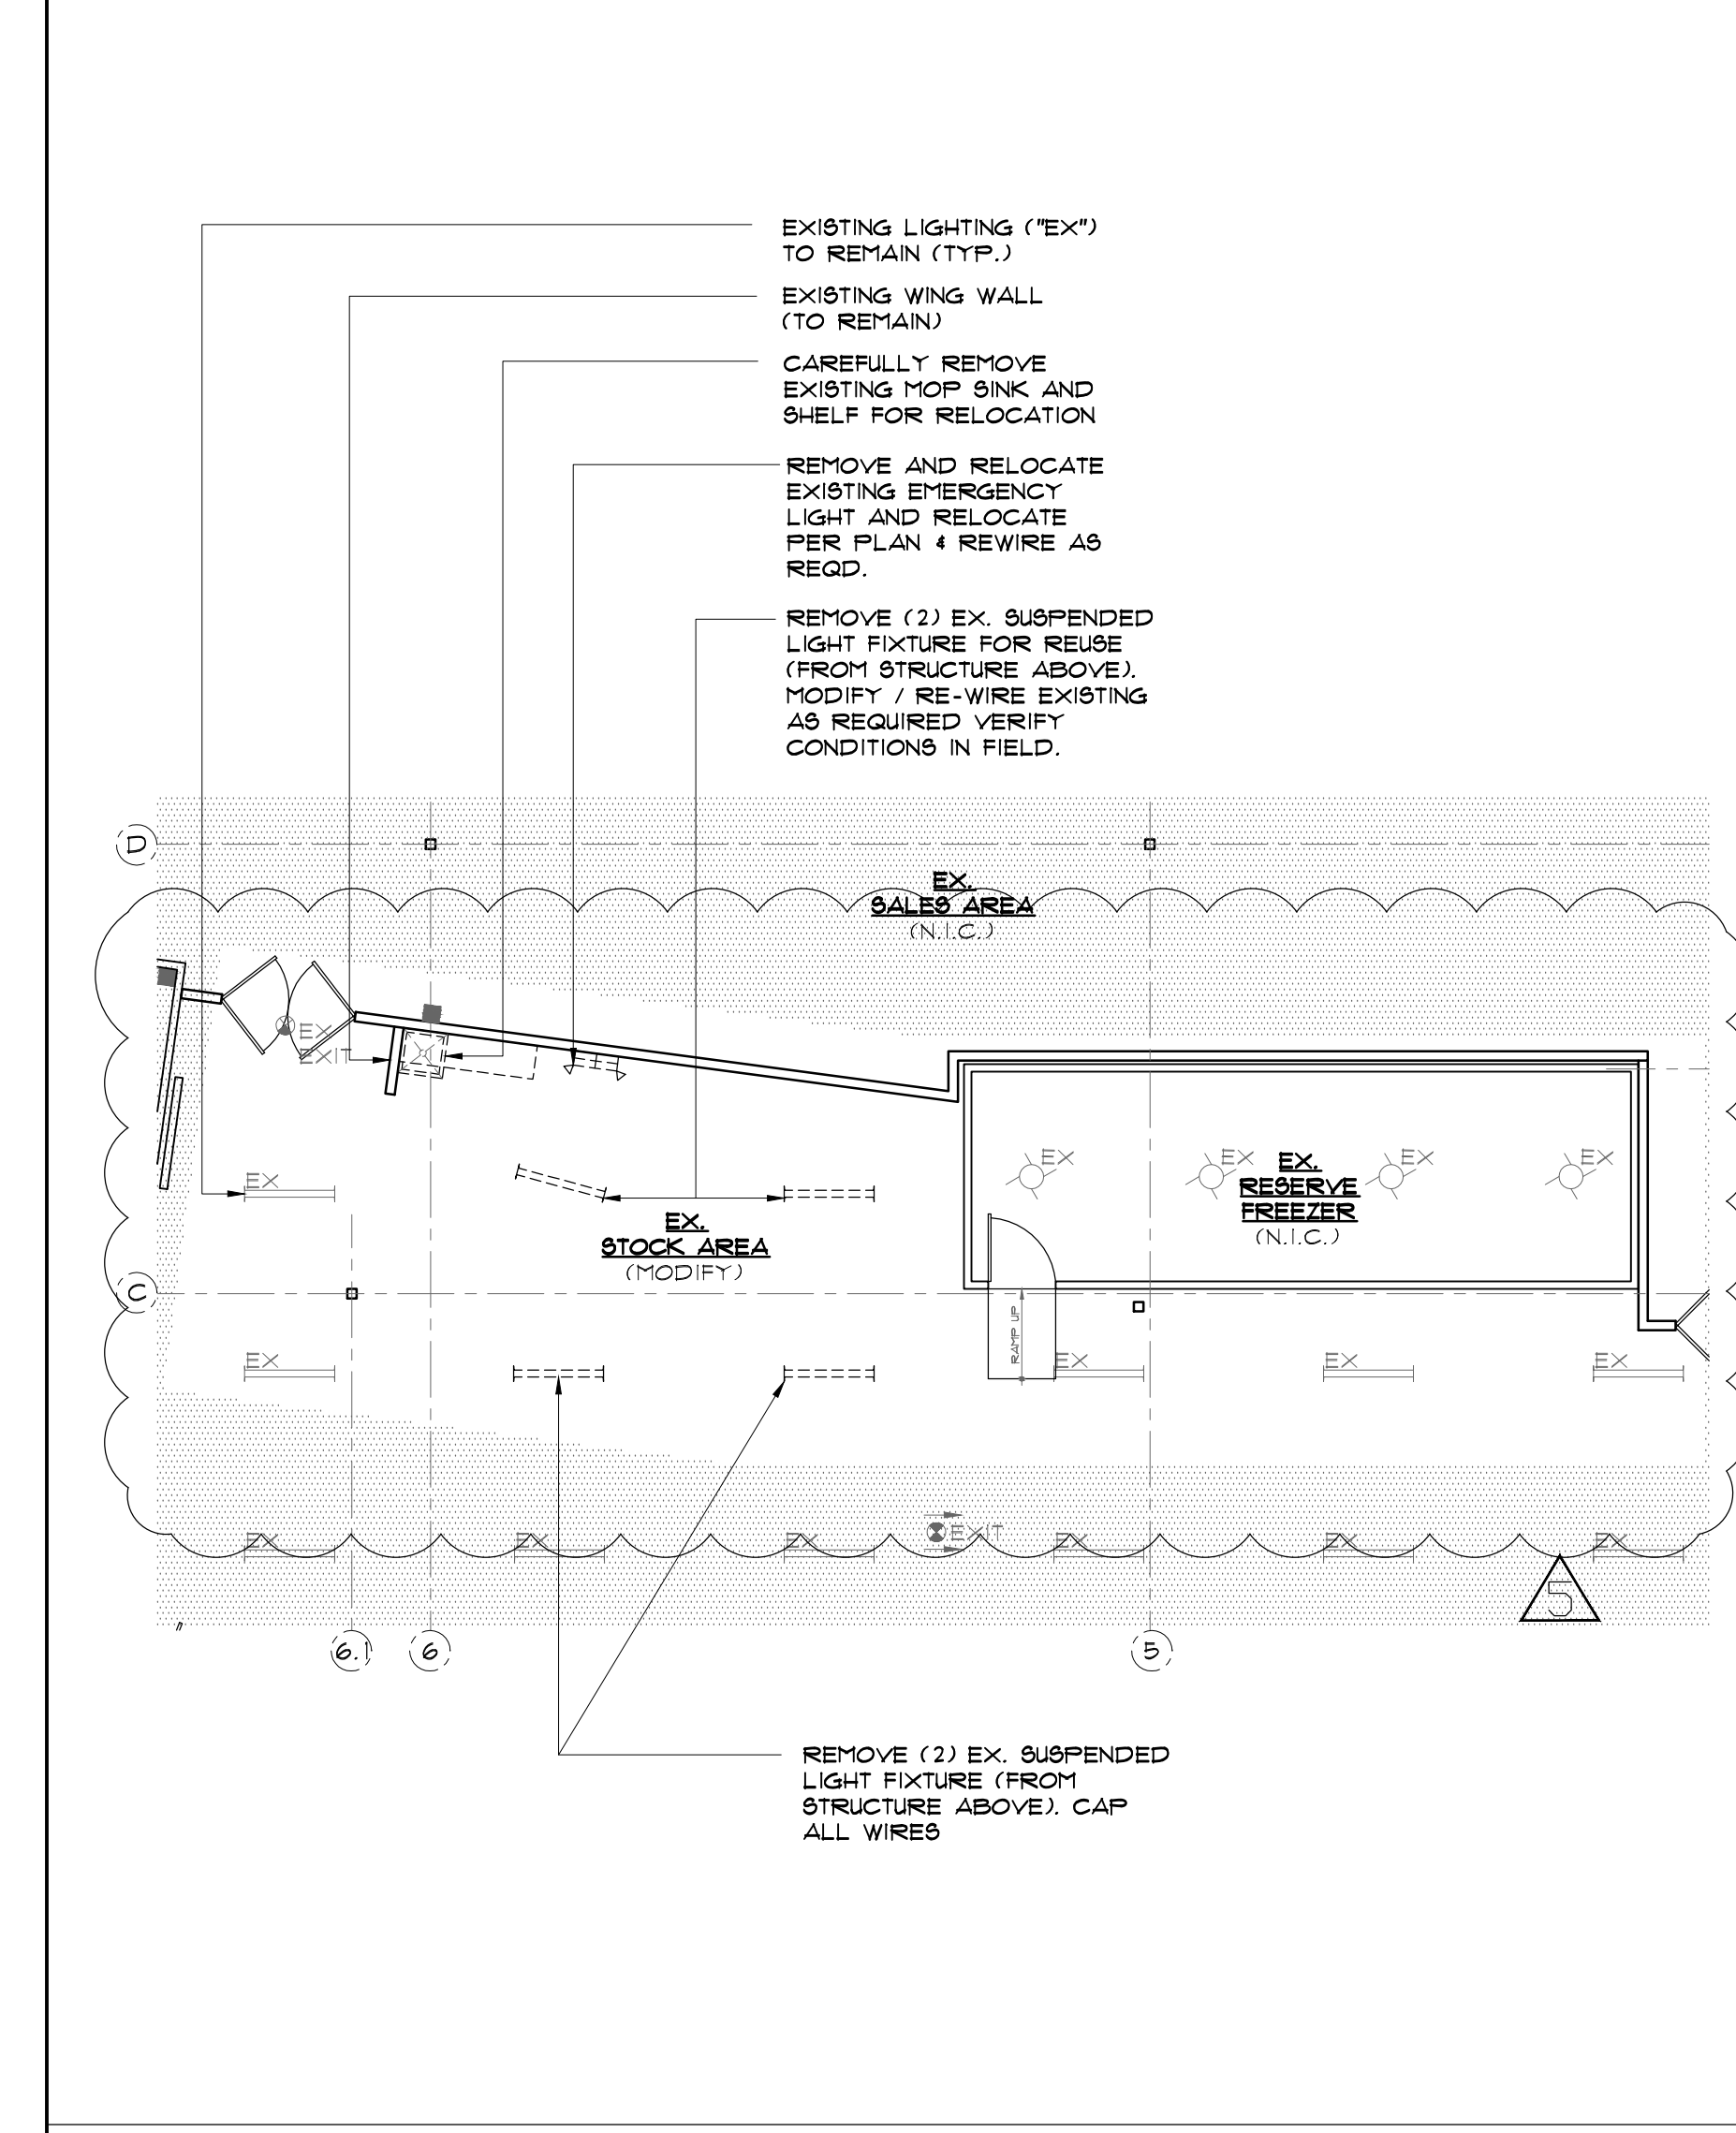 EXISTING LIGHTING ("EX")
TO REMAIN (TYP.)
EXISTING WING WALL
(TO REMAIN)
CAREFULLY REMOVE
EXISTING MOP SINK AND
SHELF FOR RELOCATION
REMOVE AND RELOCATE
EXISTING EMERGENCY
LIGHT AND RELOCATE
PER PLAN & REWIRE AS
REQD.
REMOVE (2) EX. SUSPENDED
LIGHT FIXTURE FOR REUSE
(FROM STRUCTURE ABOVE).
MODIFY / RE-WIRE EXISTING
AS REQUIRED VERIFY
CONDITIONS IN FIELD.
D
EX.
SALES AREA
(N.I.C.)
EX
EXIT
EX
EX
EX
EX
EX.
RESERVE
FREEZER
(N.I.C.)
EX
EX.
STOCK AREA
(MODIFY)
C
RAMP UP
EX
EX
EX
EX
EX
EX
EX
EXIT
EX
EX
EX
5
6.1
6
5
REMOVE (2) EX. SUSPENDED
LIGHT FIXTURE (FROM
STRUCTURE ABOVE). CAP
ALL WIRES